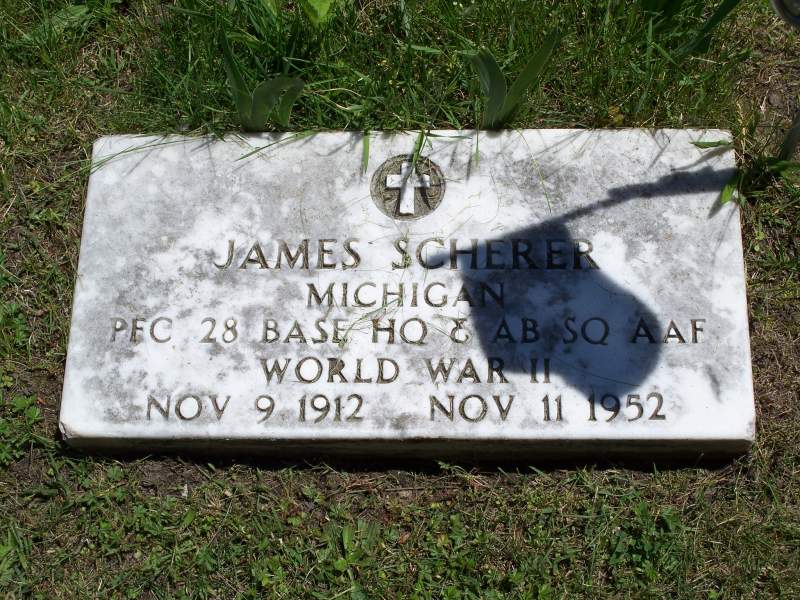 JAMES SCHERER
MICHIGAN
PFC 28 BASE HQ & AB SQ AAF
WORLD WAR II
NOV 9 1912 NOV 11 1952